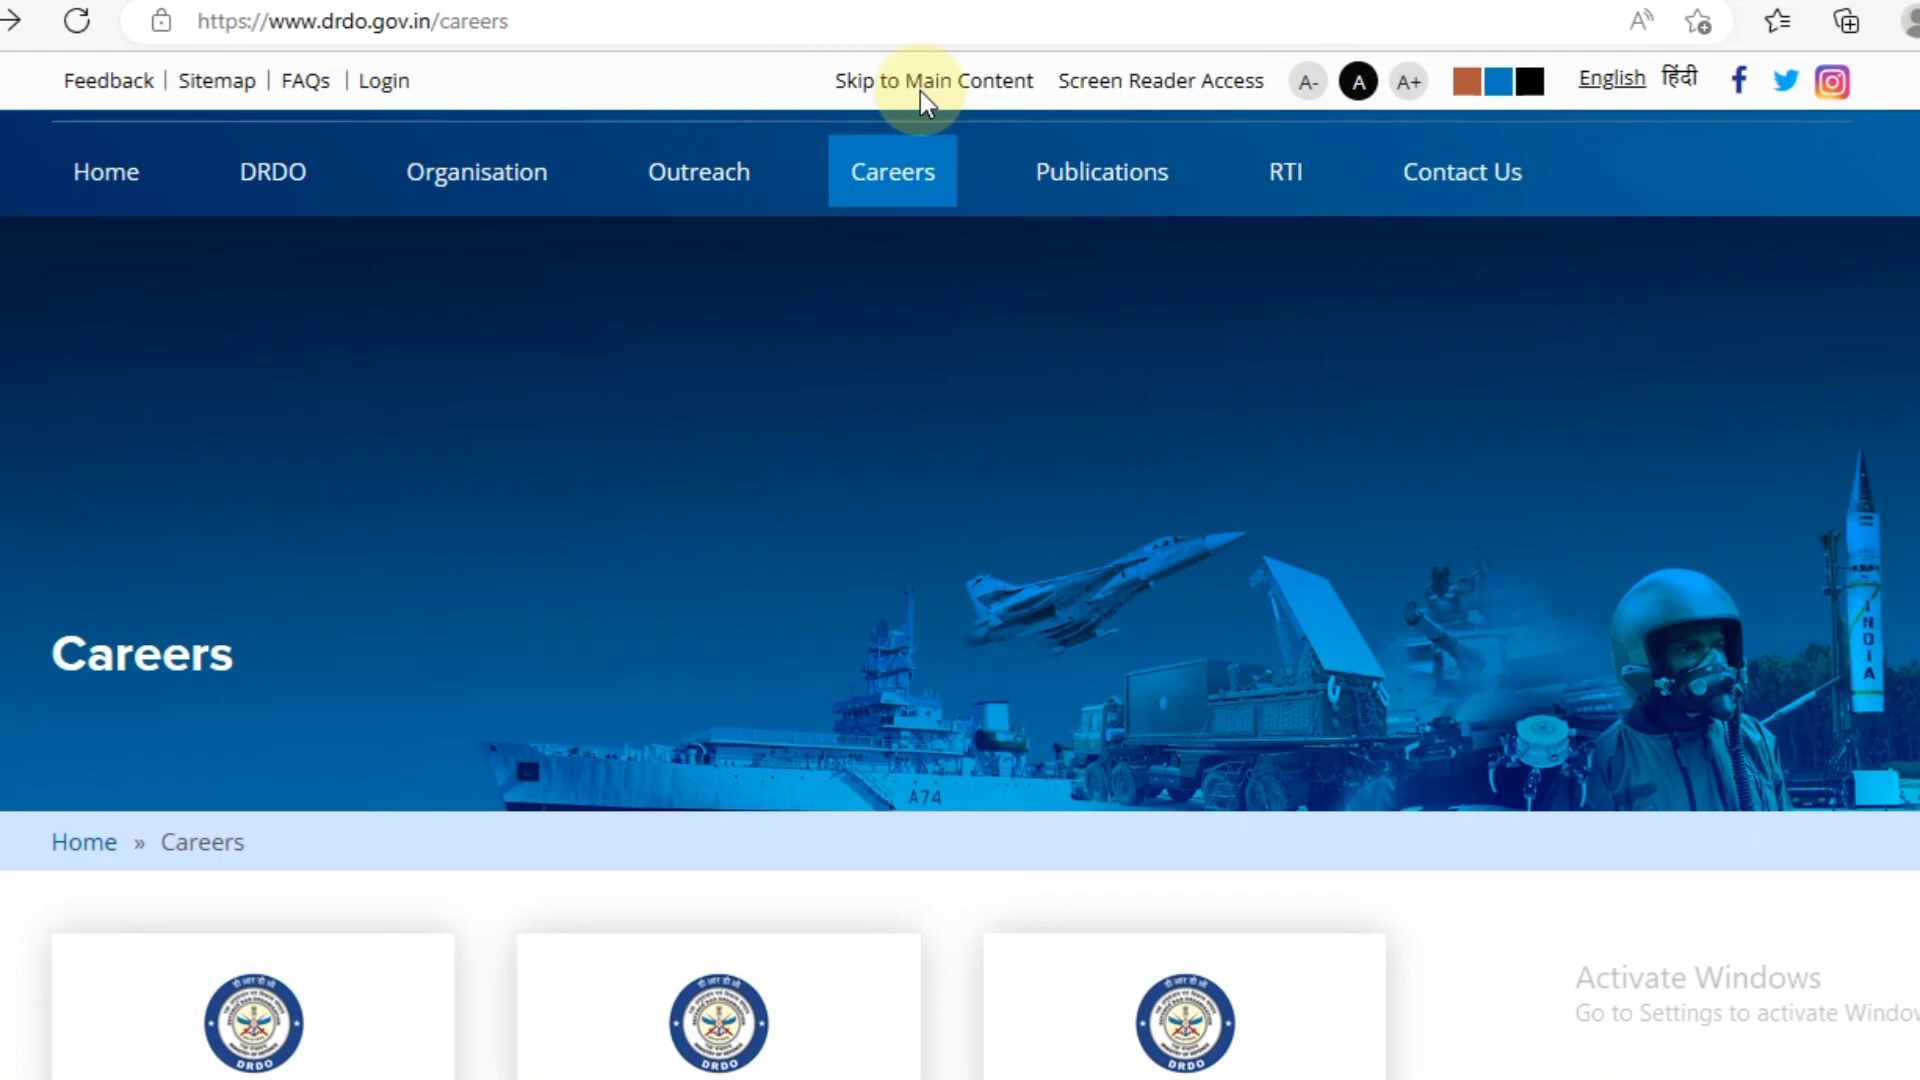 https://www.drdo.gov.in/careers
Feedback | Sitemap | FAQs | Login
Skip to Main Content Screen Reader Access A- A A+ English हिंदी
Home DRDO Organisation Outreach Careers Publications RTI Contact Us
INDIA
Careers
A74
Home » Careers
DRDO DRDO DRDO
Activate Windows
Go to Settings to activate Window